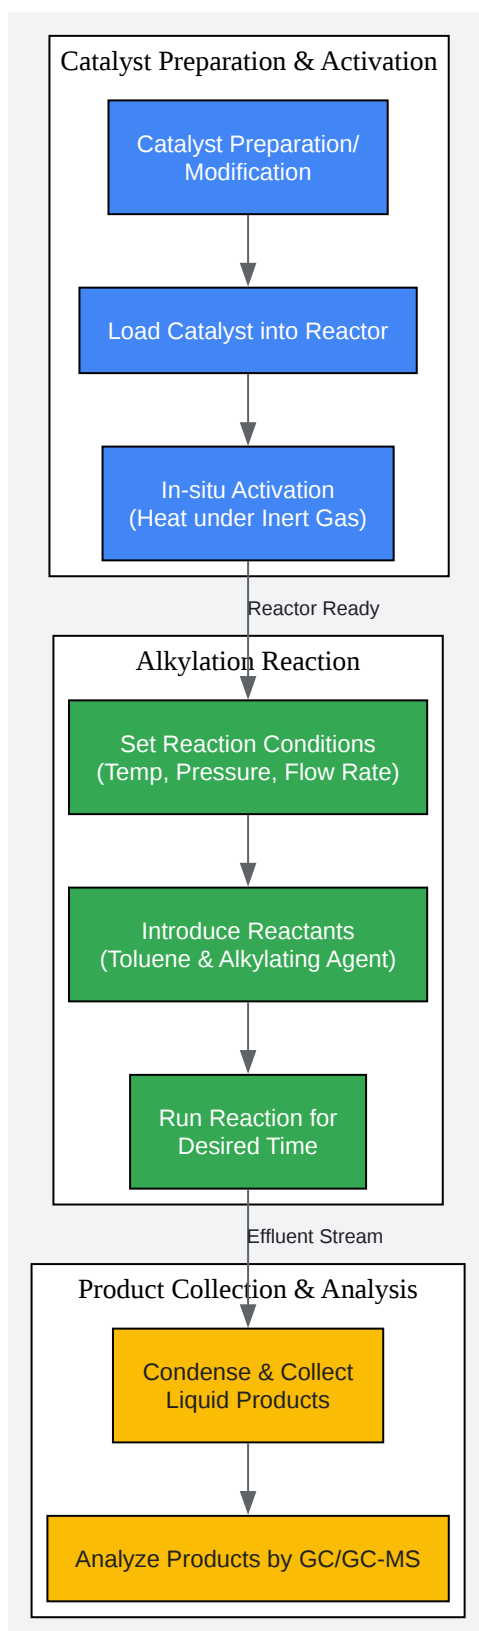 Catalyst Preparation & Activation
Catalyst Preparation/
Modification
Load Catalyst into Reactor
In-situ Activation
(Heat under Inert Gas)
Reactor Ready
Alkylation Reaction
Set Reaction Conditions
(Temp, Pressure, Flow Rate)
Introduce Reactants
(Toluene & Alkylating Agent)
Run Reaction for
Desired Time
Effluent Stream
Product Collection & Analysis
Condense & Collect
Liquid Products
Analyze Products by GC/GC-MS